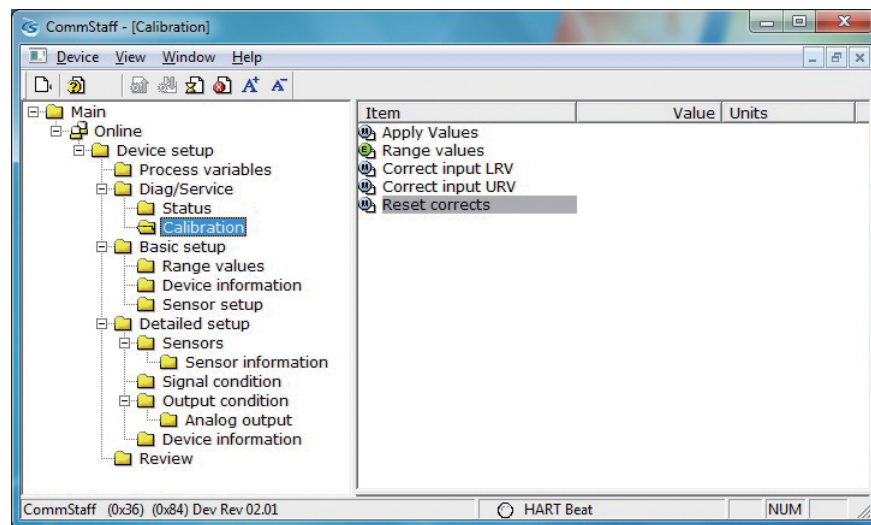 CommStaff - [Calibration]
Device View Window Help
Main
Online
Device setup
Process variables
Diag/Service
Status
Calibration
Basic setup
Range values
Device information
Sensor setup
Detailed setup
Sensors
Sensor information
Signal condition
Output condition
Analog output
Device information
Review
Item Value Units
Apply Values
Range values
Correct input LRV
Correct input URV
Reset corrects
CommStaff (0x36) (0x84) Dev Rev 02.01 HART Beat NUM